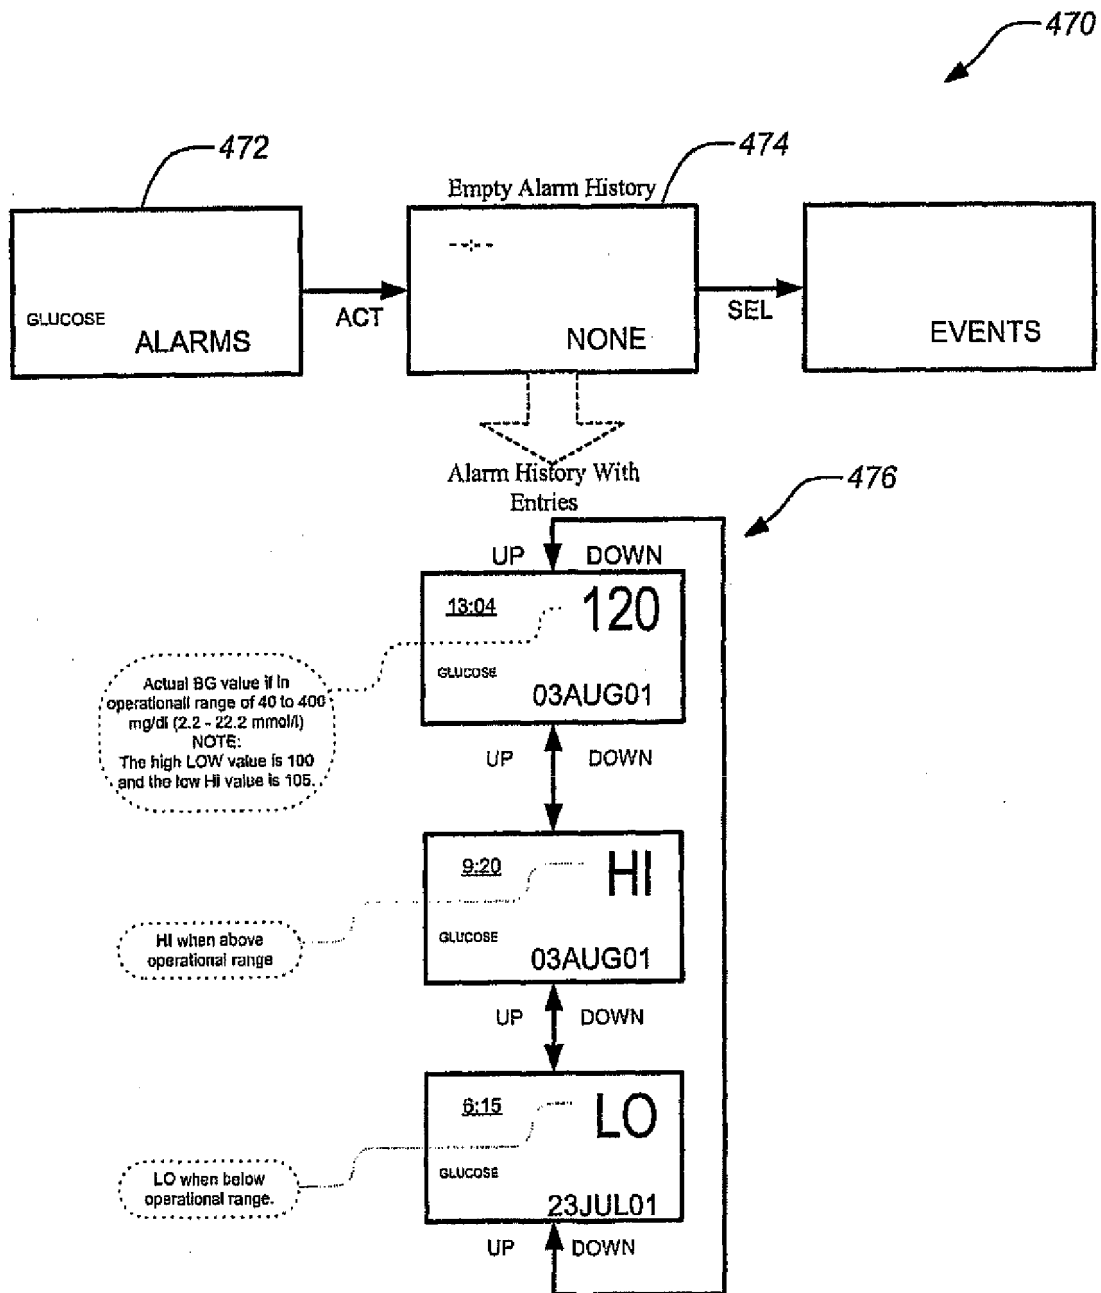 470
472
474
Empty Alarm History
--:--
GLUCOSE
ALARMS
ACT
NONE
SEL
EVENTS
Alarm History With
Entries
476
UP DOWN
13:04
120
GLUCOSE
03AUG01
Actual BG value if in
operationall range of 40 to 400
mg/dl (2.2 - 22.2 mmol/l)
NOTE:
The high LOW value is 100
and the low HI value is 105.
UP DOWN
9:20
HI
GLUCOSE
03AUG01
HI when above
operational range
UP DOWN
6:15
LO
GLUCOSE
23JUL01
LO when below
operational range.
UP DOWN